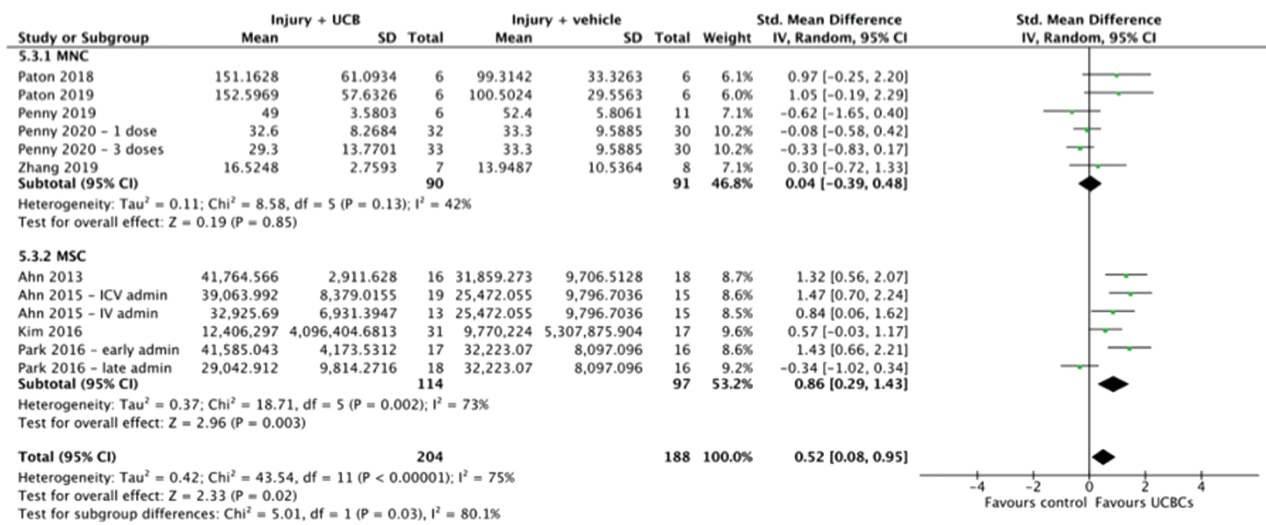 Injury + UCB Injury + vehicle Std. Mean Difference Std. Mean Difference
Study or Subgroup Mean SD Total Mean SD Total Weight IV, Random, 95% CI IV, Random, 95% CI
5.3.1 MNC
Paton 2018 151.1628 61.0934 6 99.3142 33.3263 6 6.1% 0.97 [−0.25, 2.20]
Paton 2019 152.5969 57.6326 6 100.5024 29.5563 6 6.0% 1.05 [−0.19, 2.29]
Penny 2019 49 3.5803 6 52.4 5.8061 11 7.1% −0.62 [−1.65, 0.40]
Penny 2020 – 1 dose 32.6 8.2684 32 33.3 9.5885 30 10.2% −0.08 [−0.58, 0.42]
Penny 2020 – 3 doses 29.3 13.7701 33 33.3 9.5885 30 10.2% −0.33 [−0.83, 0.17]
Zhang 2019 16.5248 2.7593 7 13.9487 10.5364 8 7.1% 0.30 [−0.72, 1.33]
Subtotal (95% CI) 90 91 46.8% 0.04 [−0.39, 0.48]
Heterogeneity: Tau² = 0.11; Chi² = 8.58, df = 5 (P = 0.13); I² = 42%
Test for overall effect: Z = 0.19 (P = 0.85)
5.3.2 MSC
Ahn 2013 41,764.566 2,911.628 16 31,859.273 9,706.5128 18 8.7% 1.32 [0.56, 2.07]
Ahn 2015 – ICV admin 39,063.992 8,379.0155 19 25,472.055 9,796.7036 15 8.6% 1.47 [0.70, 2.24]
Ahn 2015 – IV admin 32,925.69 6,931.3947 13 25,472.055 9,796.7036 15 8.5% 0.84 [0.06, 1.62]
Kim 2016 12,406,297 4,096,404.6813 31 9,770,224 5,307,875.904 17 9.6% 0.57 [−0.03, 1.17]
Park 2016 – early admin 41,585.043 4,173.5312 17 32,223.07 8,097.096 16 8.6% 1.43 [0.66, 2.21]
Park 2016 – late admin 29,042.912 9,814.2716 18 32,223.07 8,097.096 16 9.2% −0.34 [−1.02, 0.34]
Subtotal (95% CI) 114 97 53.2% 0.86 [0.29, 1.43]
Heterogeneity: Tau² = 0.37; Chi² = 18.71, df = 5 (P = 0.002); I² = 73%
Test for overall effect: Z = 2.96 (P = 0.003)
Total (95% CI) 204 188 100.0% 0.52 [0.08, 0.95]
Heterogeneity: Tau² = 0.42; Chi² = 43.54, df = 11 (P < 0.00001); I² = 75%
−4 −2 0 2 4
Test for overall effect: Z = 2.33 (P = 0.02)
Favours control Favours UCBCs
Test for subgroup differences: Chi² = 5.01, df = 1 (P = 0.03), I² = 80.1%